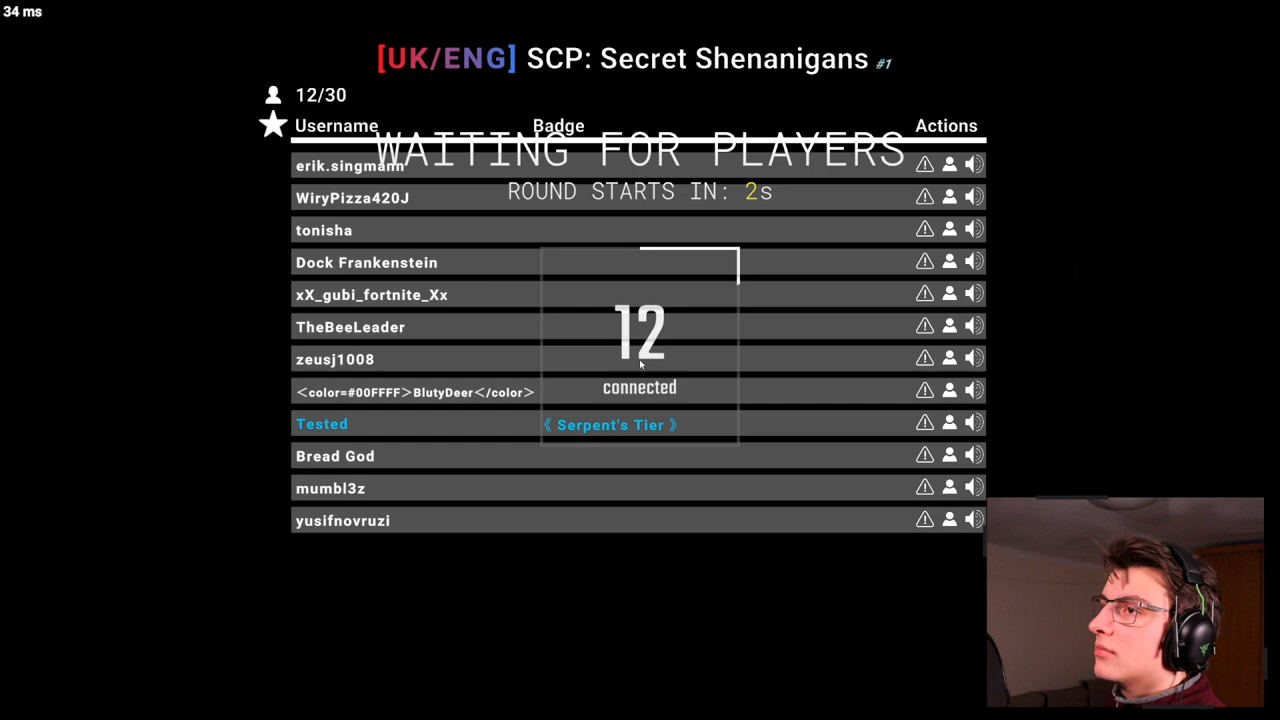 34 ms
[UK/ENG] SCP: Secret Shenanigans #1
12/30
Username Badge Actions
WAITING FOR PLAYERS
erik.singmann
ROUND STARTS IN: 2s
WiryPizza420J
tonisha
Dock Frankenstein
xX_gubi_fortnite_Xx
12
TheBeeLeader
zeusj1008
connected
<color=#00FFFF>BlutyDeer</color>
Tested 《 Serpent's Tier 》
Bread God
mumbl3z
yusifnovruzi